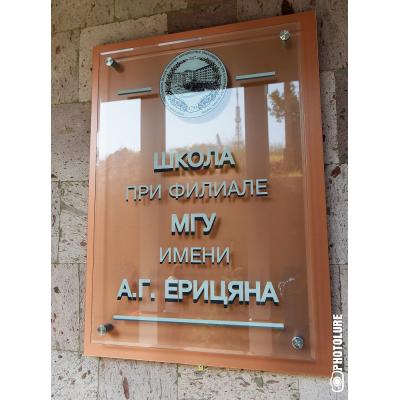 ШКОЛА
ПРИ ФИЛИАЛЕ
МГУ
ИМЕНИ
А.Г. ЕРИЦЯНА
PHOTOLURE